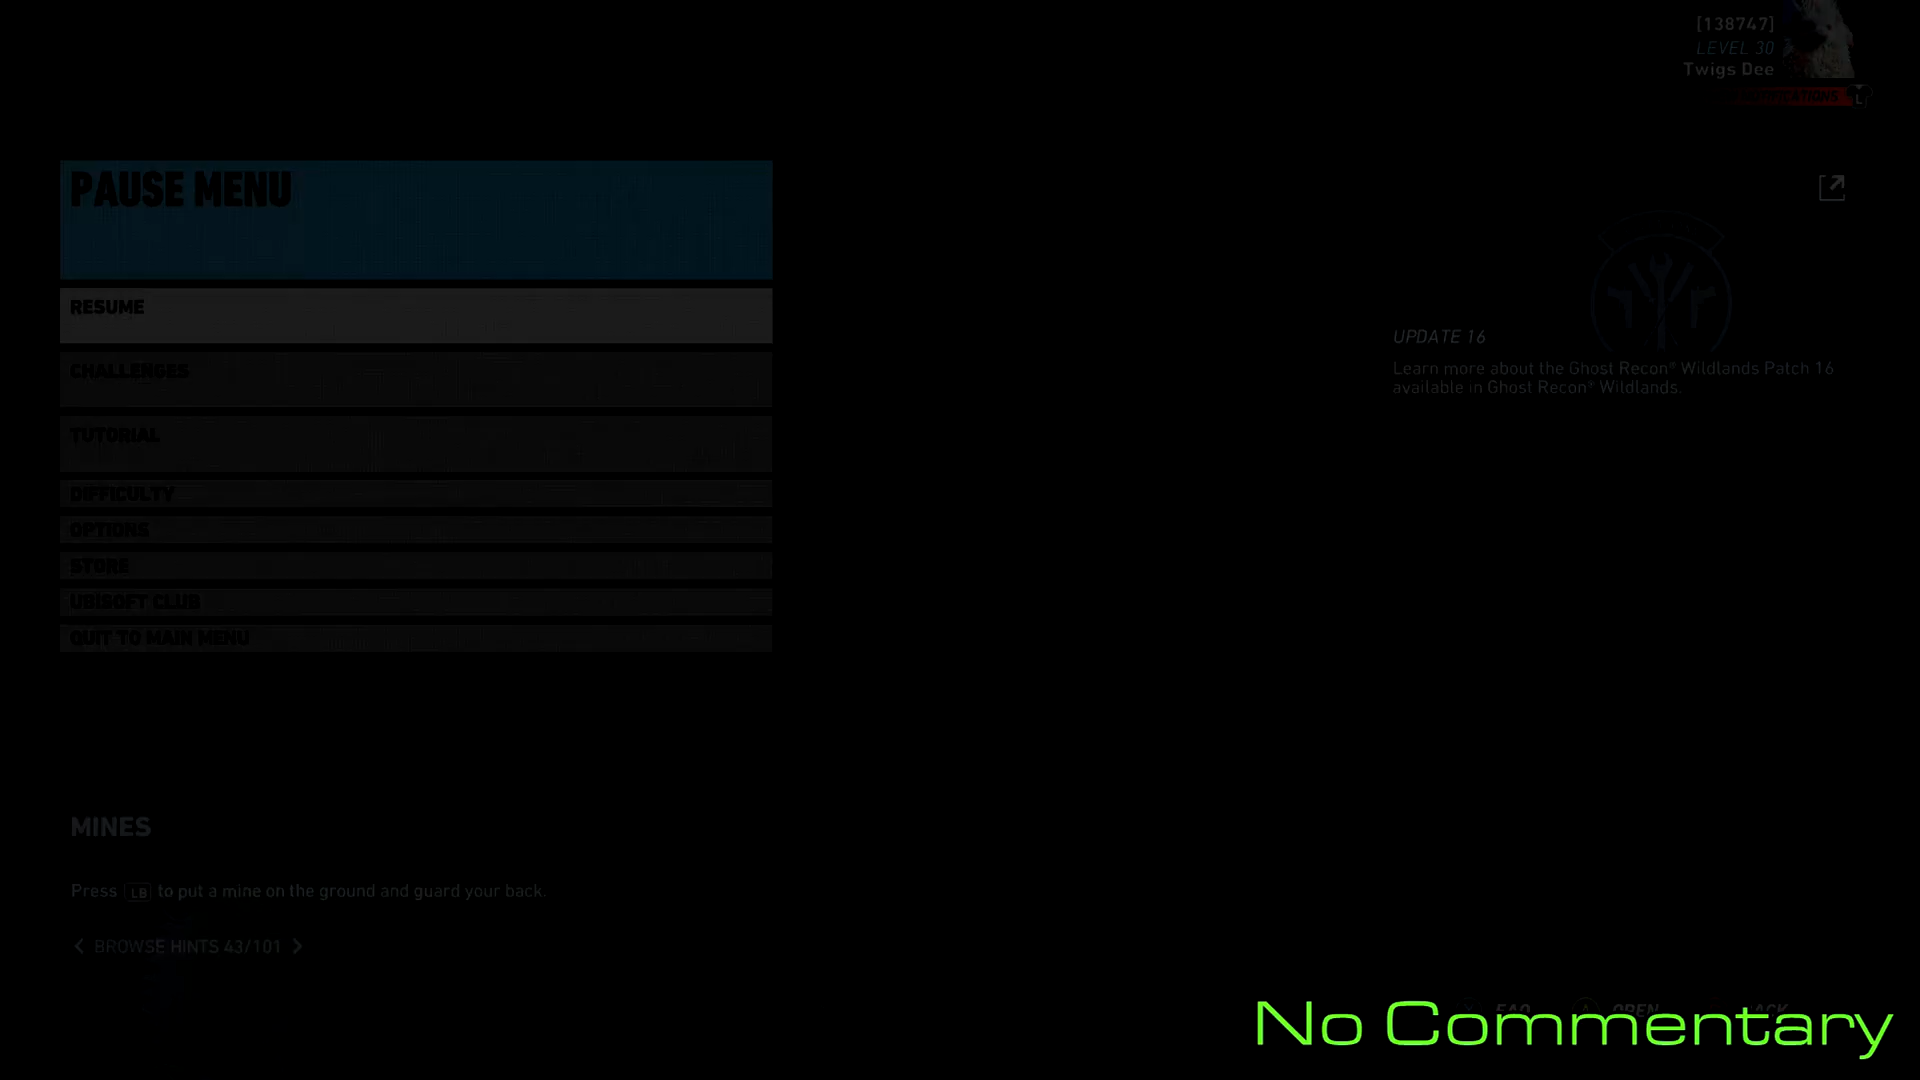 [138747]
LEVEL 30
Twigs Dee
PAUSE MENU
RESUME
CHALLENGES
TUTORIAL
DIFFICULTY
OPTIONS
STORE
UBISOFT CLUB
QUIT TO MAIN MENU
UPDATE 16
Learn more about the Ghost Recon® Wildlands Patch 16
available in Ghost Recon® Wildlands.
MINES
Press LB to put a mine on the ground and guard your back.
BROWSE HINTS 43/101
FAQ OPEN
No Commentary